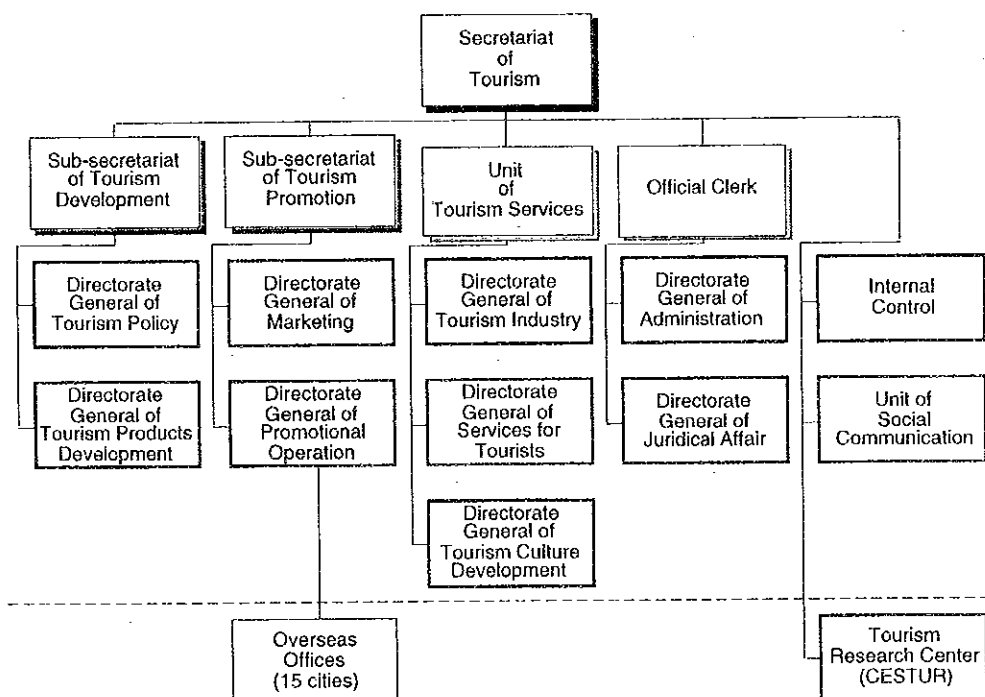 Secretariat
of
Tourism
Sub-secretariat
of Tourism
Development
Sub-secretariat
of Tourism
Promotion
Unit
of
Tourism Services
Official Clerk
Directorate
General of
Tourism Policy
Directorate
General of
Marketing
Directorate
General of
Tourism Industry
Directorate
General of
Administration
Internal
Control
Directorate
General of
Tourism Products
Development
Directorate
General of
Promotional
Operation
Directorate
General of
Services for
Tourists
Directorate
General of
Juridical Affair
Unit of
Social
Communication
Directorate
General of
Tourism Culture
Development
Overseas
Offices
(15 cities)
Tourism
Research Center
(CESTUR)